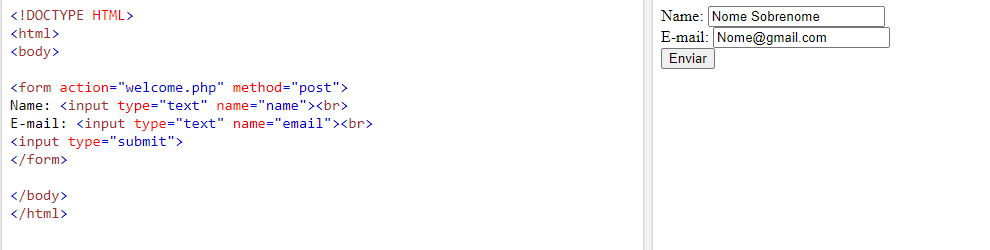 <!DOCTYPE HTML>
<html>
<body>
<form action="welcome.php" method="post">
Name: <input type="text" name="name"><br>
E-mail: <input type="text" name="email"><br>
<input type="submit">
</form>
</body>
</html>
Name: Nome Sobrenome
E-mail: Nome@gmail.com
Enviar